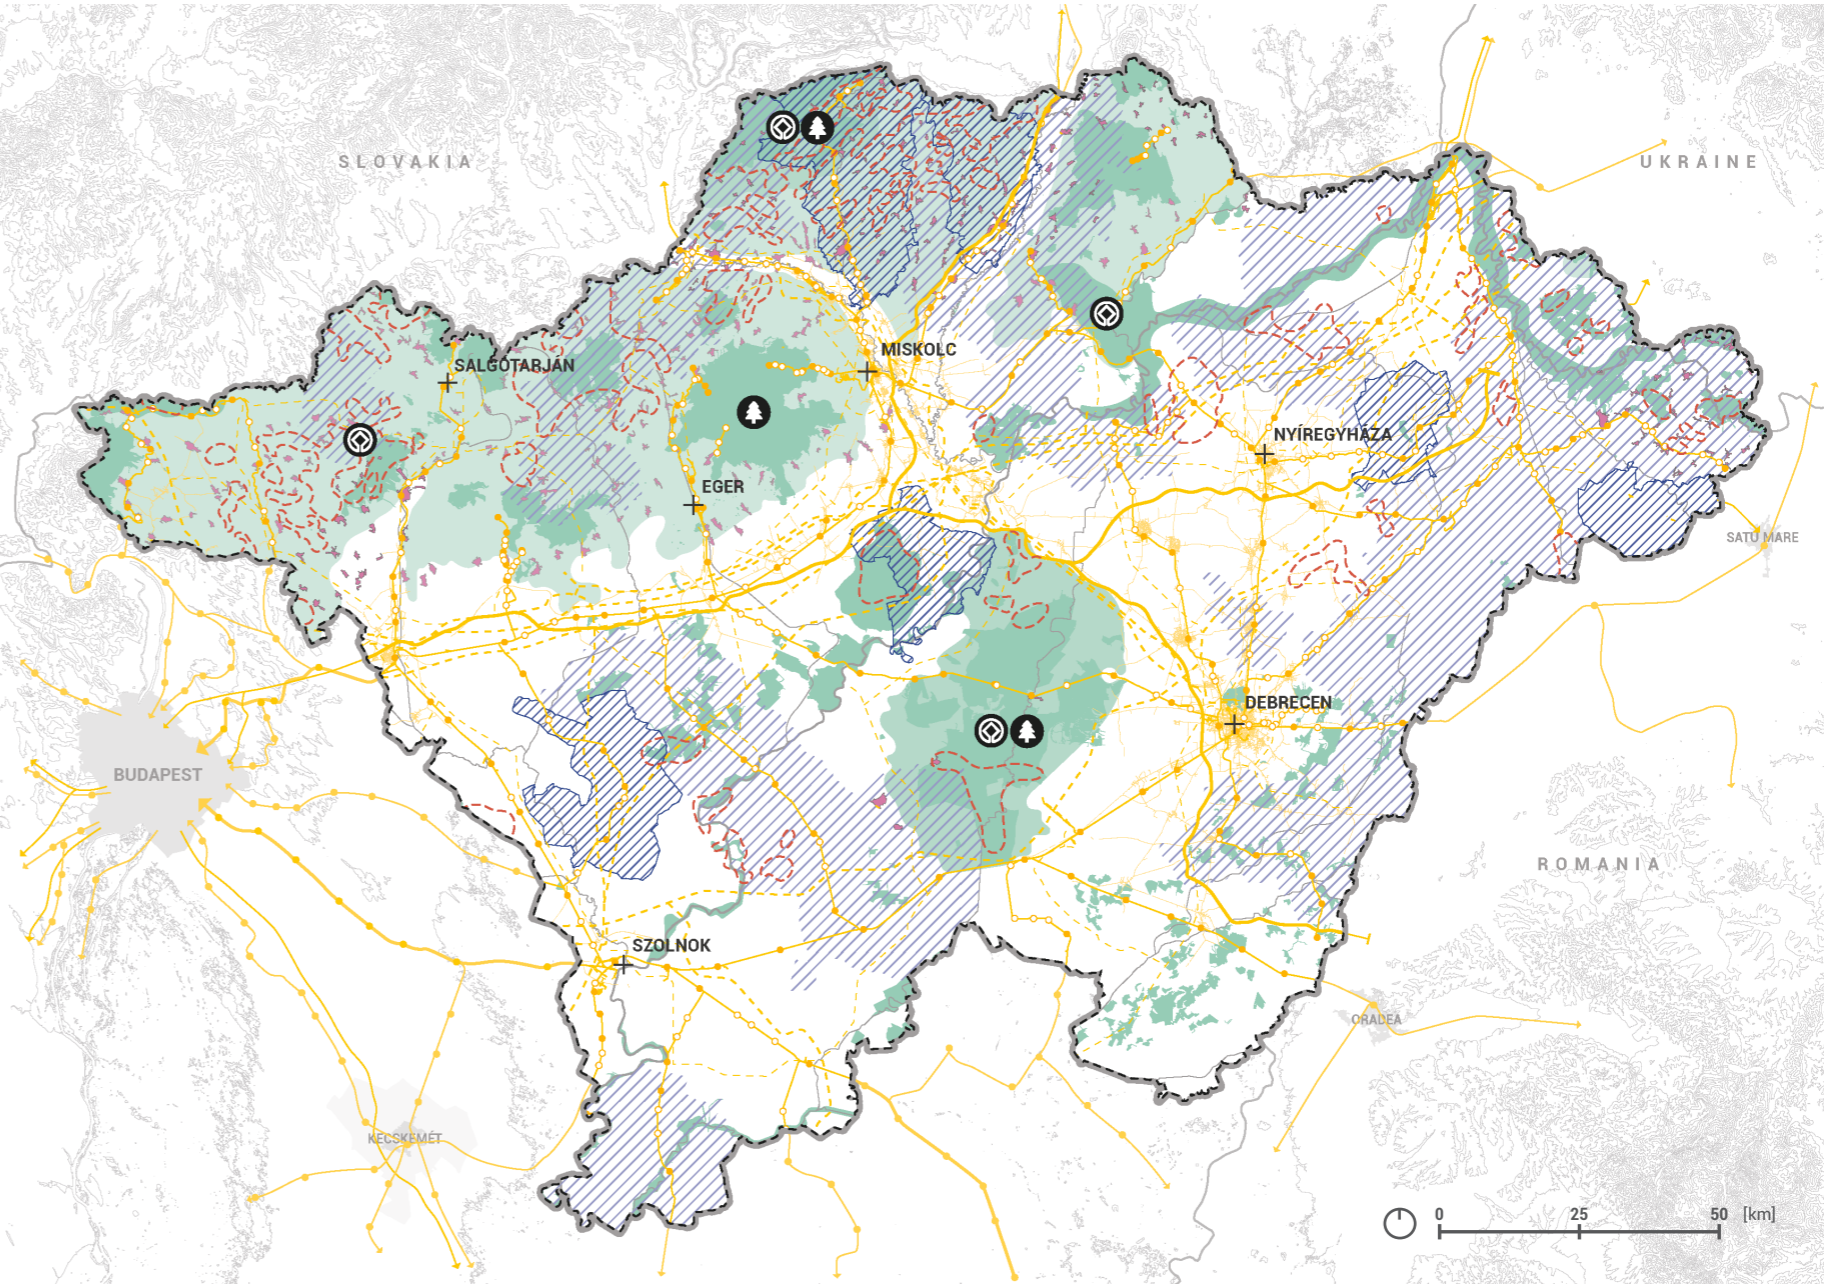 SLOVAKIA
UKRAINE
MISKOLC
SALGÓTARJÁN
NYÍREGYHÁZA
EGER
SATU MARE
DEBRECEN
BUDAPEST
ROMANIA
SZOLNOK
ORADEA
KECSKEMÉT
0 25 50 [km]